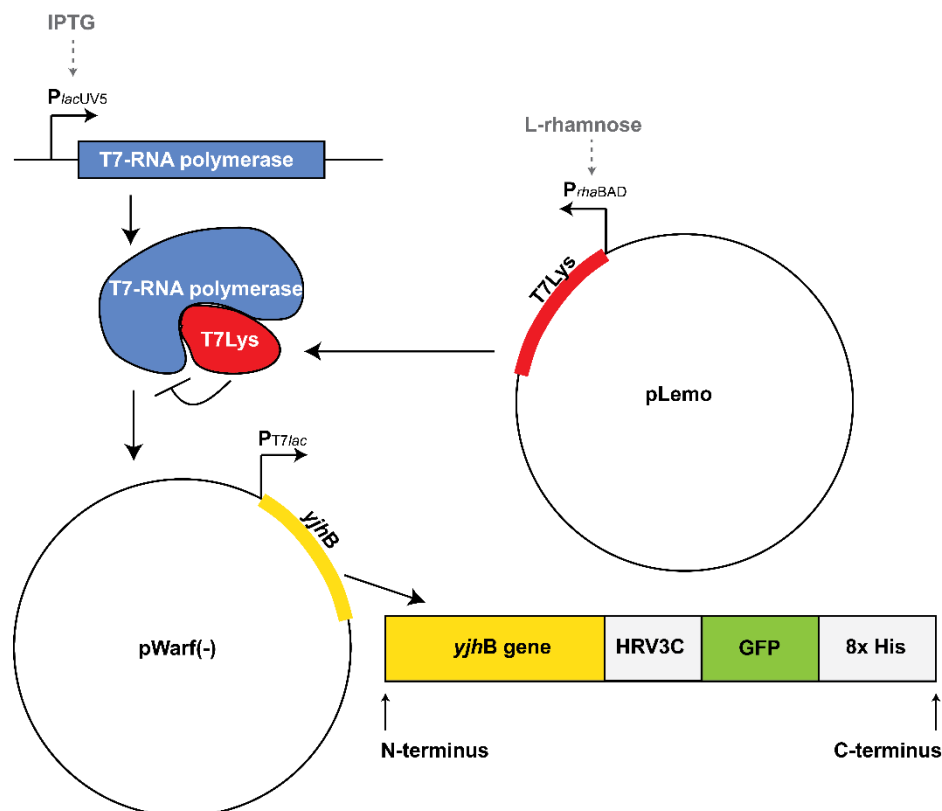 IPTG
PlacUV5
T7-RNA polymerase
L-rhamnose
PrhaBAD
T7Lys
pLemo
T7-RNA polymerase
T7Lys
PT7lac
yjhB
pWarf(-)
yjhB gene
HRV3C
GFP
8x His
N-terminus
C-terminus